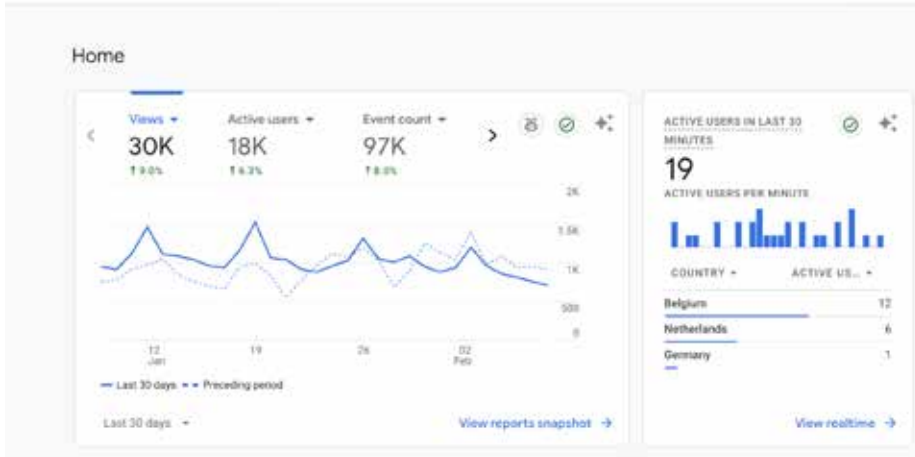 Home
Views
Active users
Event count
30K
18K
97K
9.0%
6.3%
8.0%
2K
1.5K
1K
500
0
12
Jan
19
26
02
Feb
Last 30 days
Preceding period
Last 30 days
View reports snapshot
ACTIVE USERS IN LAST 30
MINUTES
19
ACTIVE USERS PER MINUTE
COUNTRY
ACTIVE US...
Belgium 12
Netherlands 6
Germany 1
View realtime